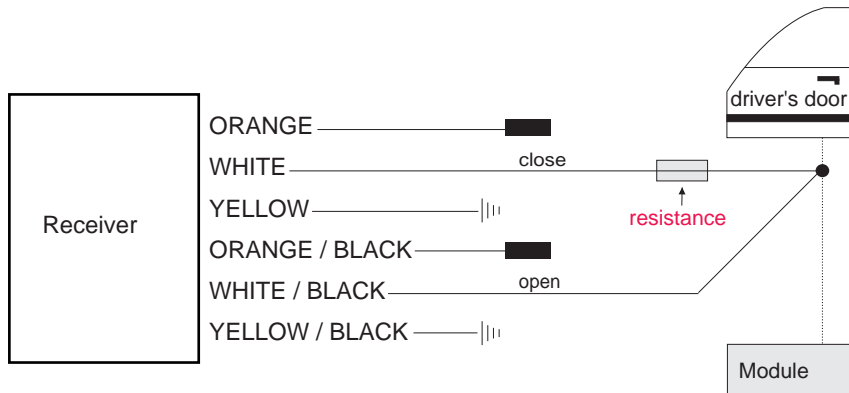 driver's door
ORANGE
WHITE
close
YELLOW
resistance
Receiver
ORANGE / BLACK
WHITE / BLACK
open
YELLOW / BLACK
Module